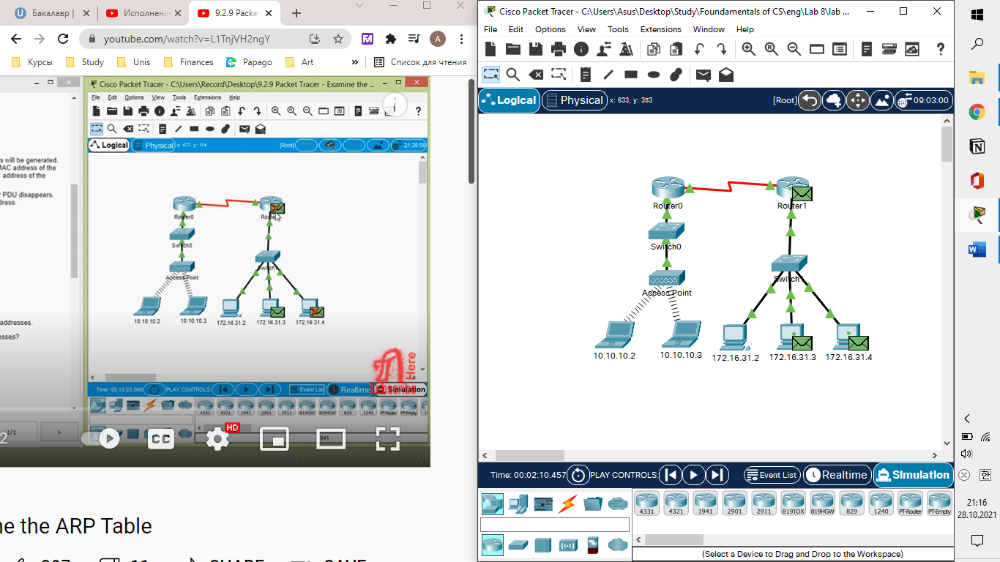 Бакалавр |
Исполнени
9.2.9 Packe
youtube.com/watch?v=L1TnjVH2ngY
A
Курсы
Study
Unis
Finances
Papago
Art
»
Список для чтения
Cisco Packet Tracer - C:\Users\Record\Desktop\9.2.9 Packet Tracer - Examine the ...
File Edit Options View Tools Extensions Help
Logical
Physical
x: 477, y: 114
[Root]
21:26:00
s will be generated.
MAC address of the
address of the
PDU disappears,
dress.
Router0
Switch0
Access Point
10.10.10.2
10.10.10.3
172.16.31.2
172.16.31.3
172.16.31.4
addresses.
esses?
Here
Time: 00:10:03.068
PLAY CONTROLS:
Event List
Realtime
Simulation
4331
4321
1941
2901
2911
819IOX
819HGW
829
1240
PT-Router
PT-Empty
1/1
>
CC
HD
041
ne the ARP Table
SHARE
SAVE
Cisco Packet Tracer - C:\Users\Asus\Desktop\Study\Foundamentals of CS\eng\Lab 8\lab ...
File Edit Options View Tools Extensions Window Help
Logical
Physical
x: 633, y: 353
[Root]
09:03:00
Router0
Router1
Switch0
Switch1
Access Point
10.10.10.2
10.10.10.3
172.16.31.2
172.16.31.3
172.16.31.4
Time: 00:02:10.457
PLAY CONTROLS:
Event List
Realtime
Simulation
4331
4321
1941
2901
2911
819IOX
819HGW
829
1240
PT-Router
PT-Empty
(Select a Device to Drag and Drop to the Workspace)
한
21:16
28.10.2021